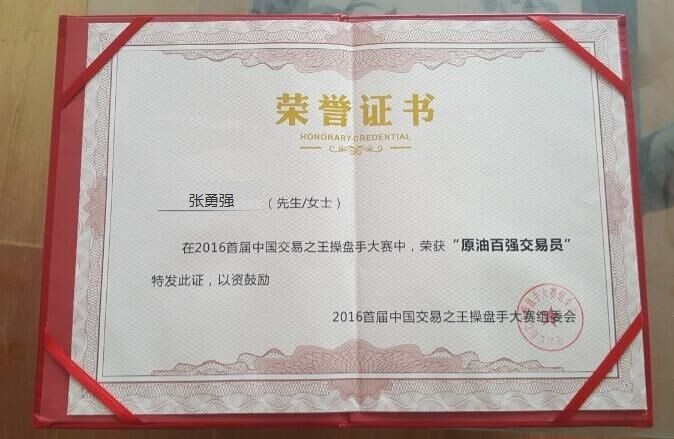 荣誉证书
HONORARY CREDENTIAL
张勇强 （先生/女士）
在2016首届中国交易之王操盘手大赛中，荣获“原油百强交易员”
特发此证，以资鼓励
2016首届中国交易之王操盘手大赛组委会